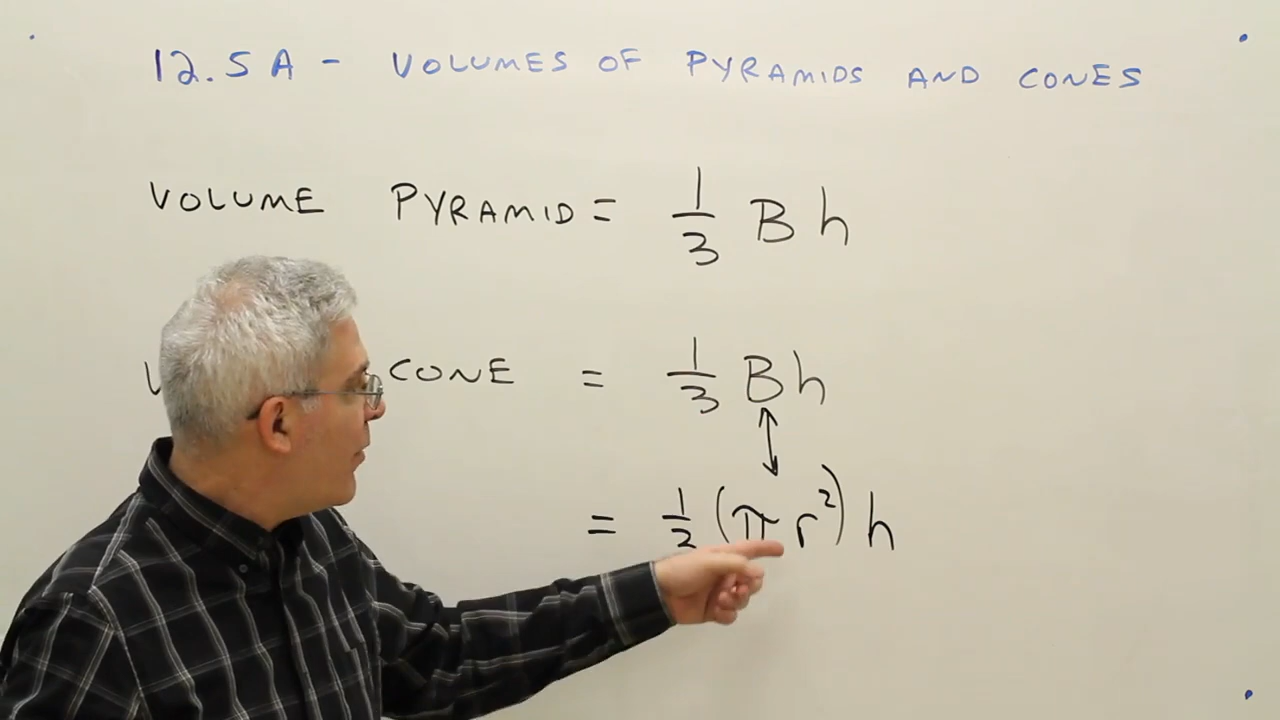 12.5A - VOLUMES OF PYRAMIDS AND CONES
VOLUME PYRAMID = 1/3 B h
CONE = 1/3 B h
= (π r²) h